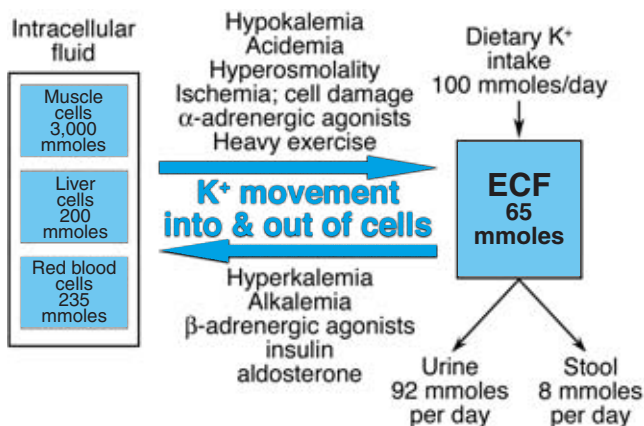 Intracellular
fluid
Muscle
cells
3,000
mmoles
Liver
cells
200
mmoles
Red blood
cells
235
mmoles
Hypokalemia
Acidemia
Hyperosmolality
Ischemia; cell damage
α-adrenergic agonists
Heavy exercise
K⁺ movement
into & out of cells
Hyperkalemia
Alkalemia
β-adrenergic agonists
insulin
aldosterone
Dietary K⁺
intake
100 mmoles/day
ECF
65
mmoles
Urine
92 mmoles
per day
Stool
8 mmoles
per day